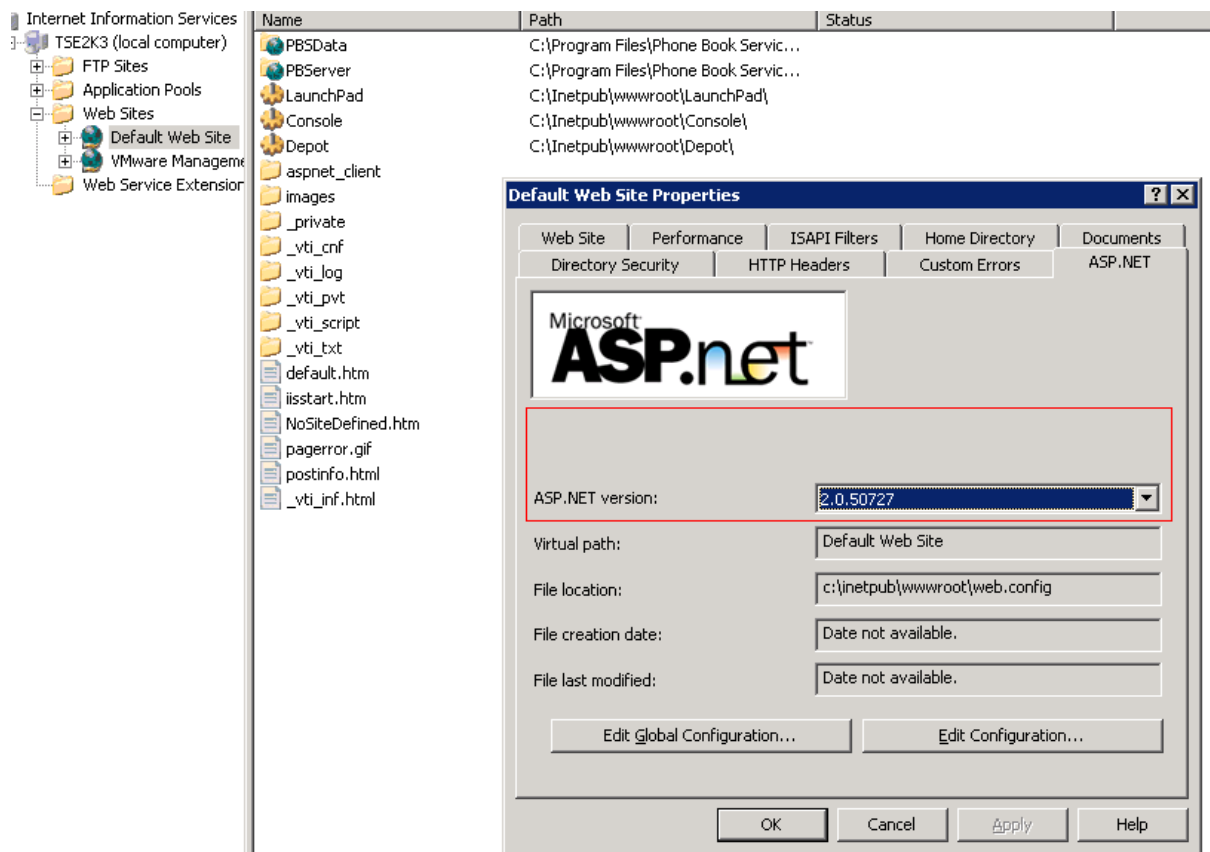 Internet Information Services
TSE2K3 (local computer)
FTP Sites
Application Pools
Web Sites
Default Web Site
VMware Manageme
Web Service Extension
Name Path Status
PBSData C:\Program Files\Phone Book Servic...
PBServer C:\Program Files\Phone Book Servic...
LaunchPad C:\Inetpub\wwwroot\LaunchPad\
Console C:\Inetpub\wwwroot\Console\
Depot C:\Inetpub\wwwroot\Depot\
aspnet_client
images
_private
_vti_cnf
_vti_log
_vti_pvt
_vti_script
_vti_txt
default.htm
iisstart.htm
NoSiteDefined.htm
pagerror.gif
postinfo.html
_vti_inf.html
Default Web Site Properties
Web Site Performance ISAPI Filters Home Directory Documents
Directory Security HTTP Headers Custom Errors ASP.NET
Microsoft
ASP.net
ASP.NET version: 2.0.50727
Virtual path: Default Web Site
File location: c:\inetpub\wwwroot\web.config
File creation date: Date not available.
File last modified: Date not available.
Edit Global Configuration... Edit Configuration...
OK Cancel Apply Help